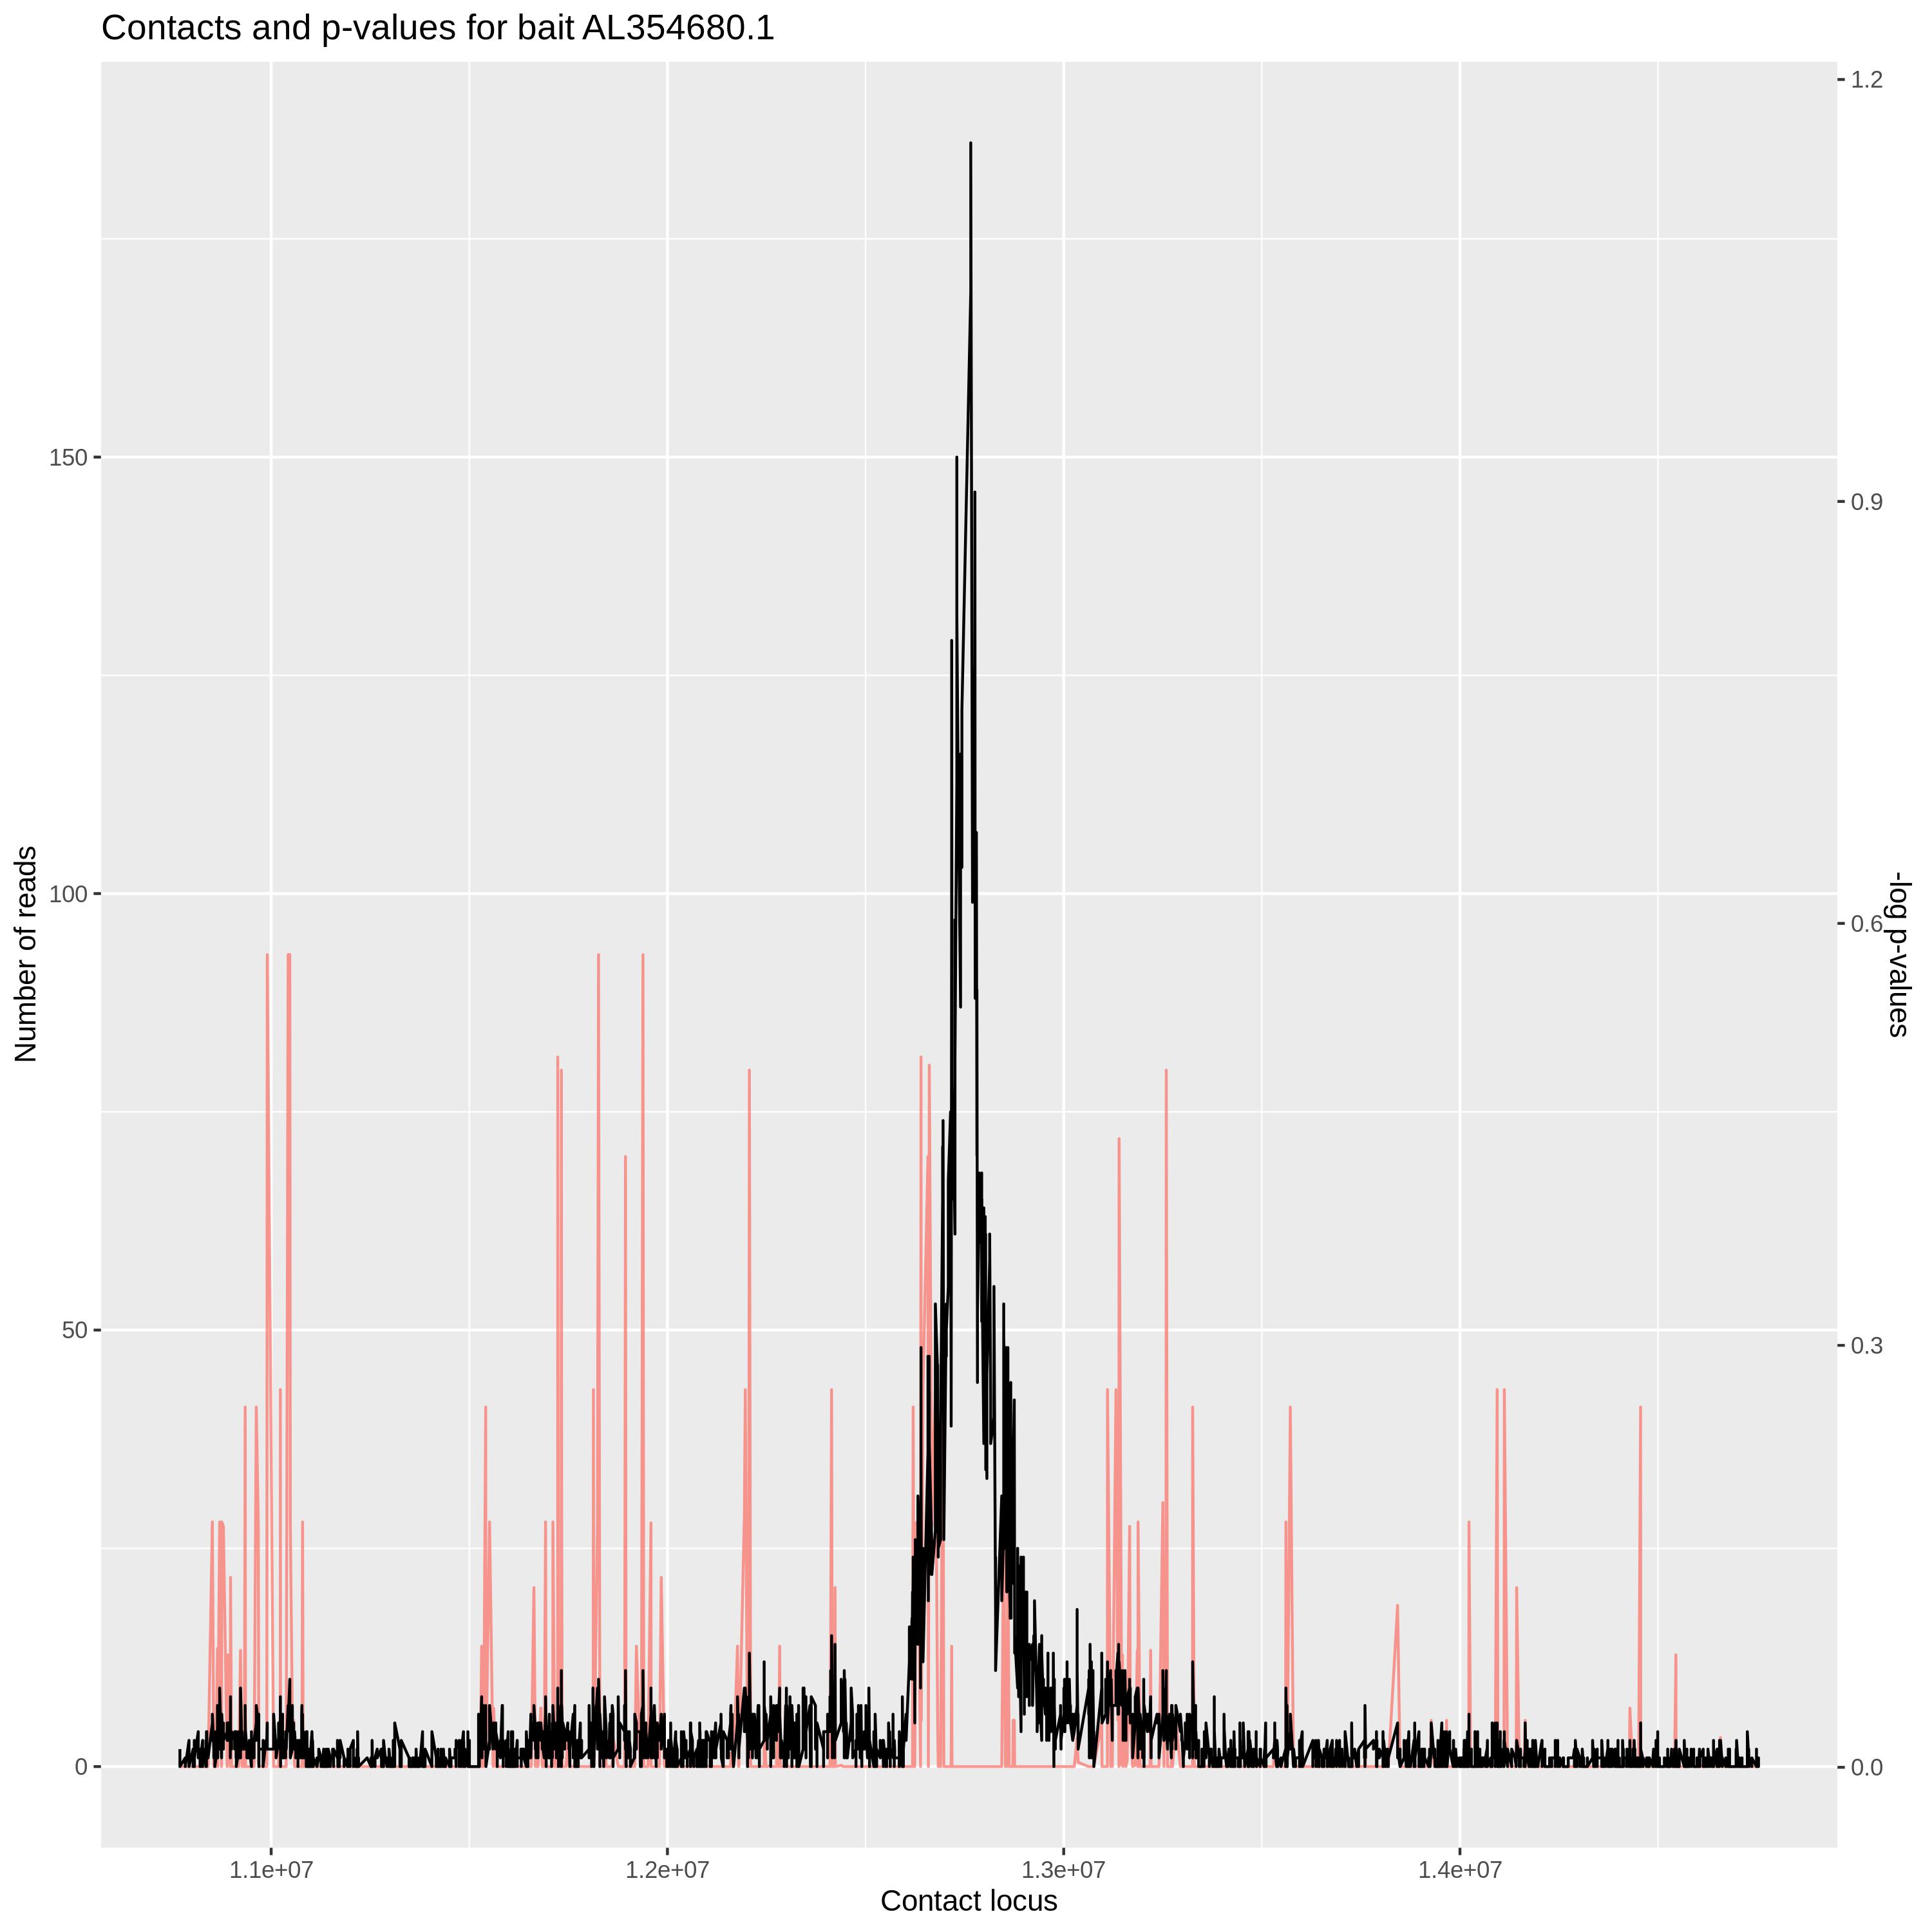 Contacts and p-values for bait AL354680.1
Number of reads
150
100
50
0
1.2
0.9
0.6
0.3
0.0
-log p-values
1.1e+07 1.2e+07 1.3e+07 1.4e+07
Contact locus